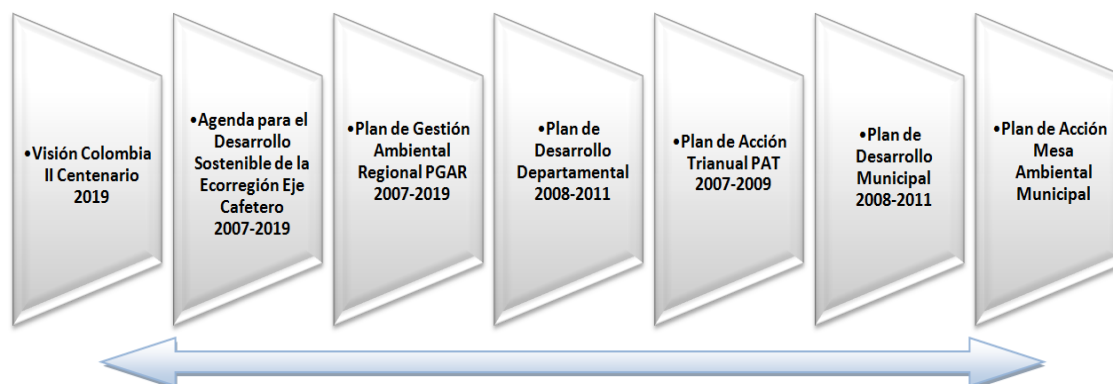 •Visión Colombia
II Centenario
2019
•Agenda para el
Desarrollo
Sostenible de la
Ecorregión Eje
Cafetero
2007-2019
•Plan de Gestión
Ambiental
Regional PGAR
2007-2019
•Plan de
Desarrollo
Departamental
2008-2011
•Plan de Acción
Trianual PAT
2007-2009
•Plan de
Desarrollo
Municipal
2008-2011
•Plan de Acción
Mesa
Ambiental
Municipal